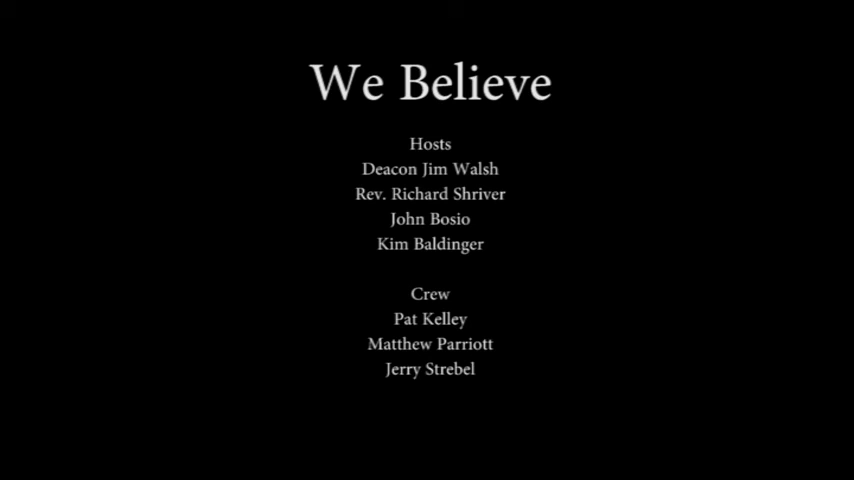 We Believe
Hosts
Deacon Jim Walsh
Rev. Richard Shriver
John Bosio
Kim Baldinger
Crew
Pat Kelley
Matthew Parriott
Jerry Strebel